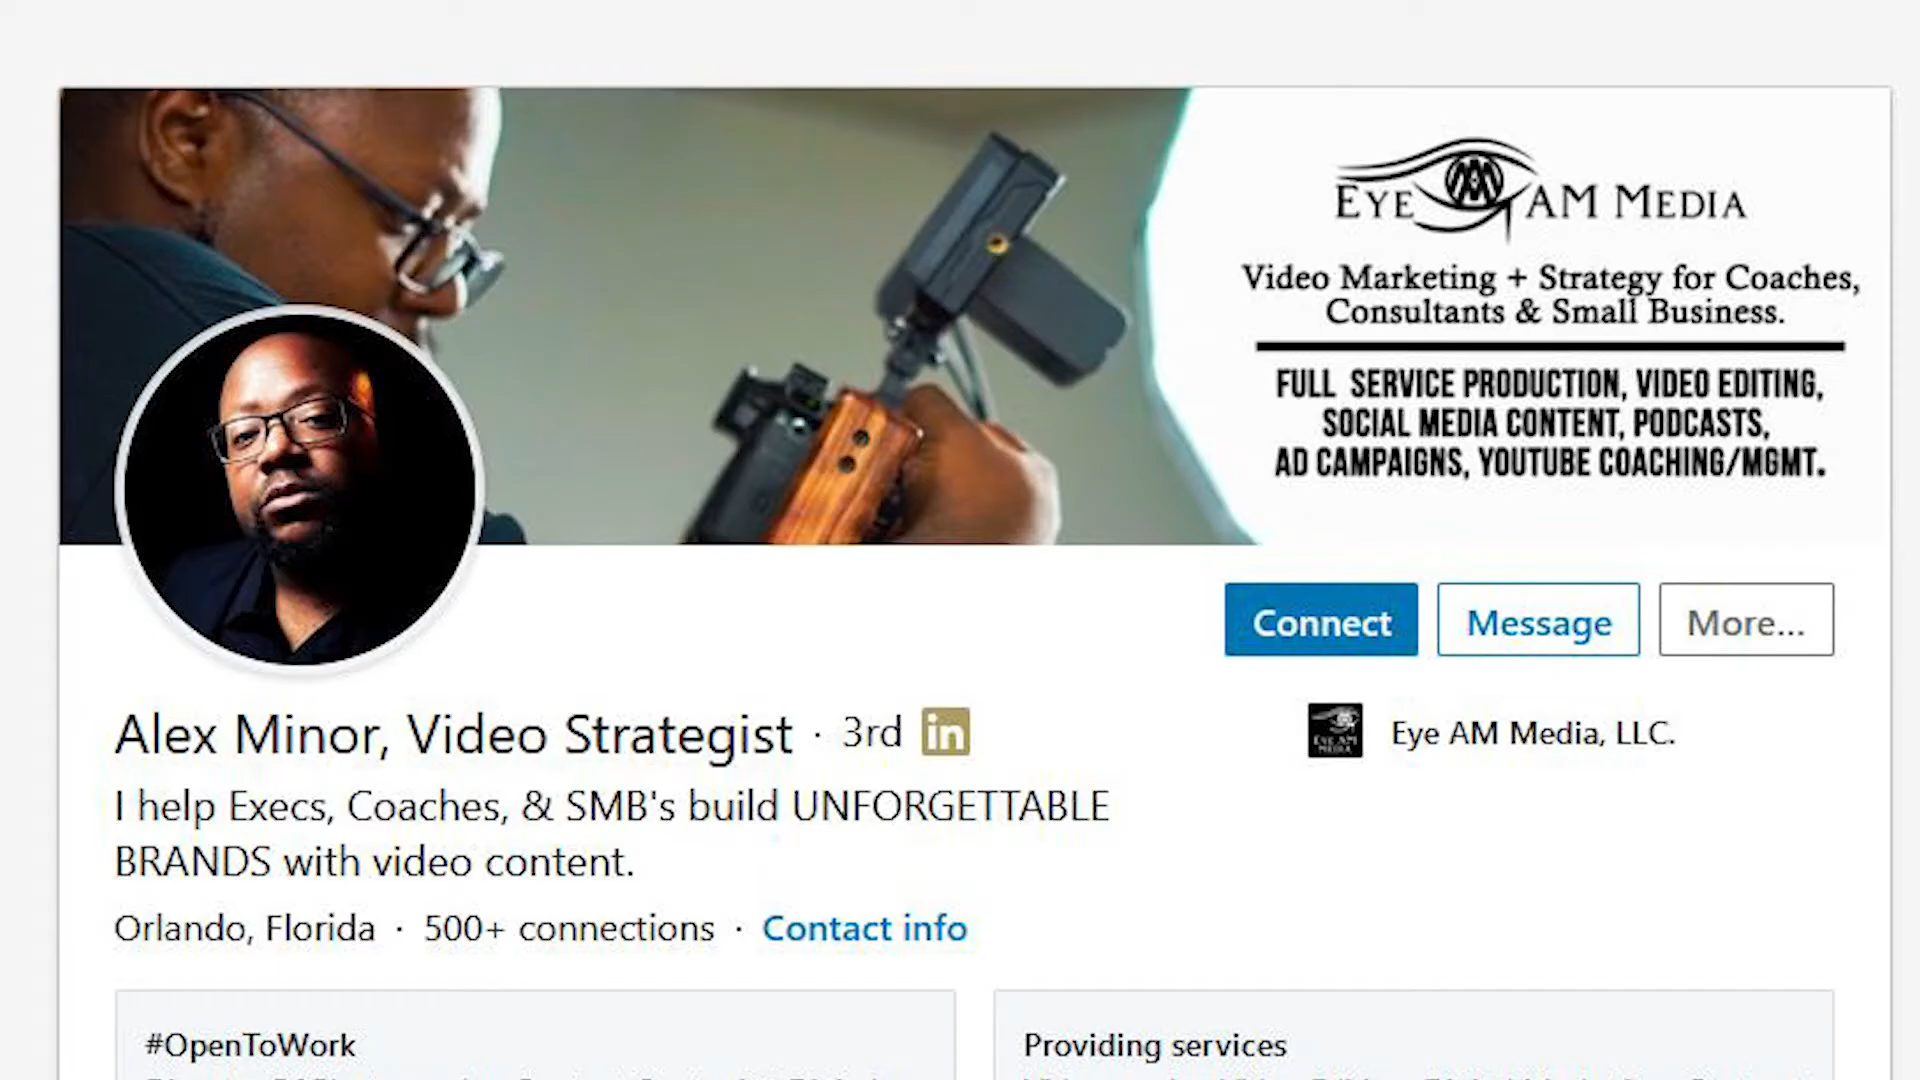 EYE AM MEDIA
Video Marketing + Strategy for Coaches,
Consultants & Small Business.
FULL SERVICE PRODUCTION, VIDEO EDITING,
SOCIAL MEDIA CONTENT, PODCASTS,
AD CAMPAIGNS, YOUTUBE COACHING/MGMT.
Connect
Message
More...
Alex Minor, Video Strategist · 3rd in
Eye AM Media, LLC.
I help Execs, Coaches, & SMB's build UNFORGETTABLE
BRANDS with video content.
Orlando, Florida · 500+ connections · Contact info
#OpenToWork
Providing services